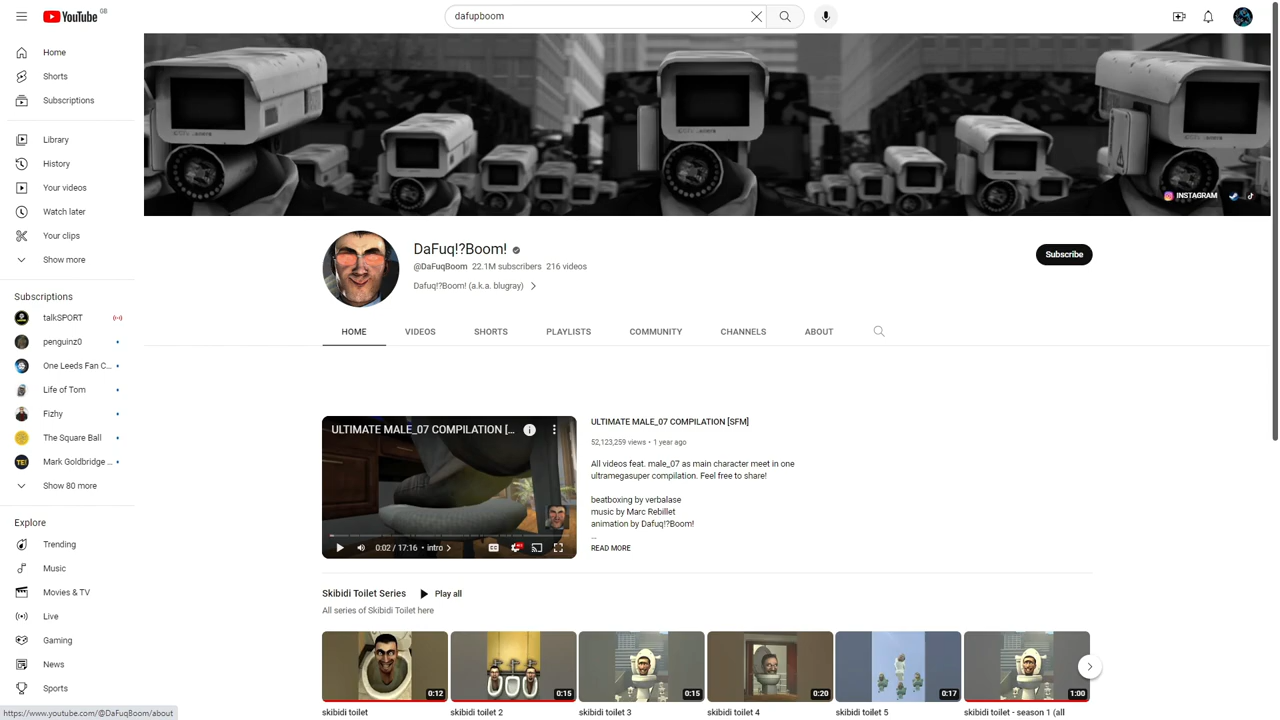 YouTube GB
dafupboom
Home
Shorts
Subscriptions
Library
History
Your videos
Watch later
Your clips
Show more
Subscriptions
talkSPORT
penguinz0
One Leeds Fan C...
Life of Tom
Fizhy
The Square Ball
Mark Goldbridge ...
Show 80 more
Explore
Trending
Music
Movies & TV
Live
Gaming
News
Sports
https://www.youtube.com/@DaFuqBoom/about
INSTAGRAM
DaFuq!?Boom!
@DaFuqBoom 22.1M subscribers 216 videos
Dafuq!?Boom! (a.k.a. blugray)
Subscribe
HOME VIDEOS SHORTS PLAYLISTS COMMUNITY CHANNELS ABOUT
ULTIMATE MALE_07 COMPILATION [...
0:02 / 17:16 • intro
ULTIMATE MALE_07 COMPILATION [SFM]
52,123,259 views • 1 year ago
All videos feat. male_07 as main character meet in one
ultramegasuper compilation. Feel free to share!
beatboxing by verbalase
music by Marc Rebillet
animation by Dafuq!?Boom!
...
READ MORE
Skibidi Toilet Series Play all
All series of Skibidi Toilet here
0:12 0:15 0:15 0:20 0:17 1:00
skibidi toilet skibidi toilet 2 skibidi toilet 3 skibidi toilet 4 skibidi toilet 5 skibidi toilet - season 1 (all